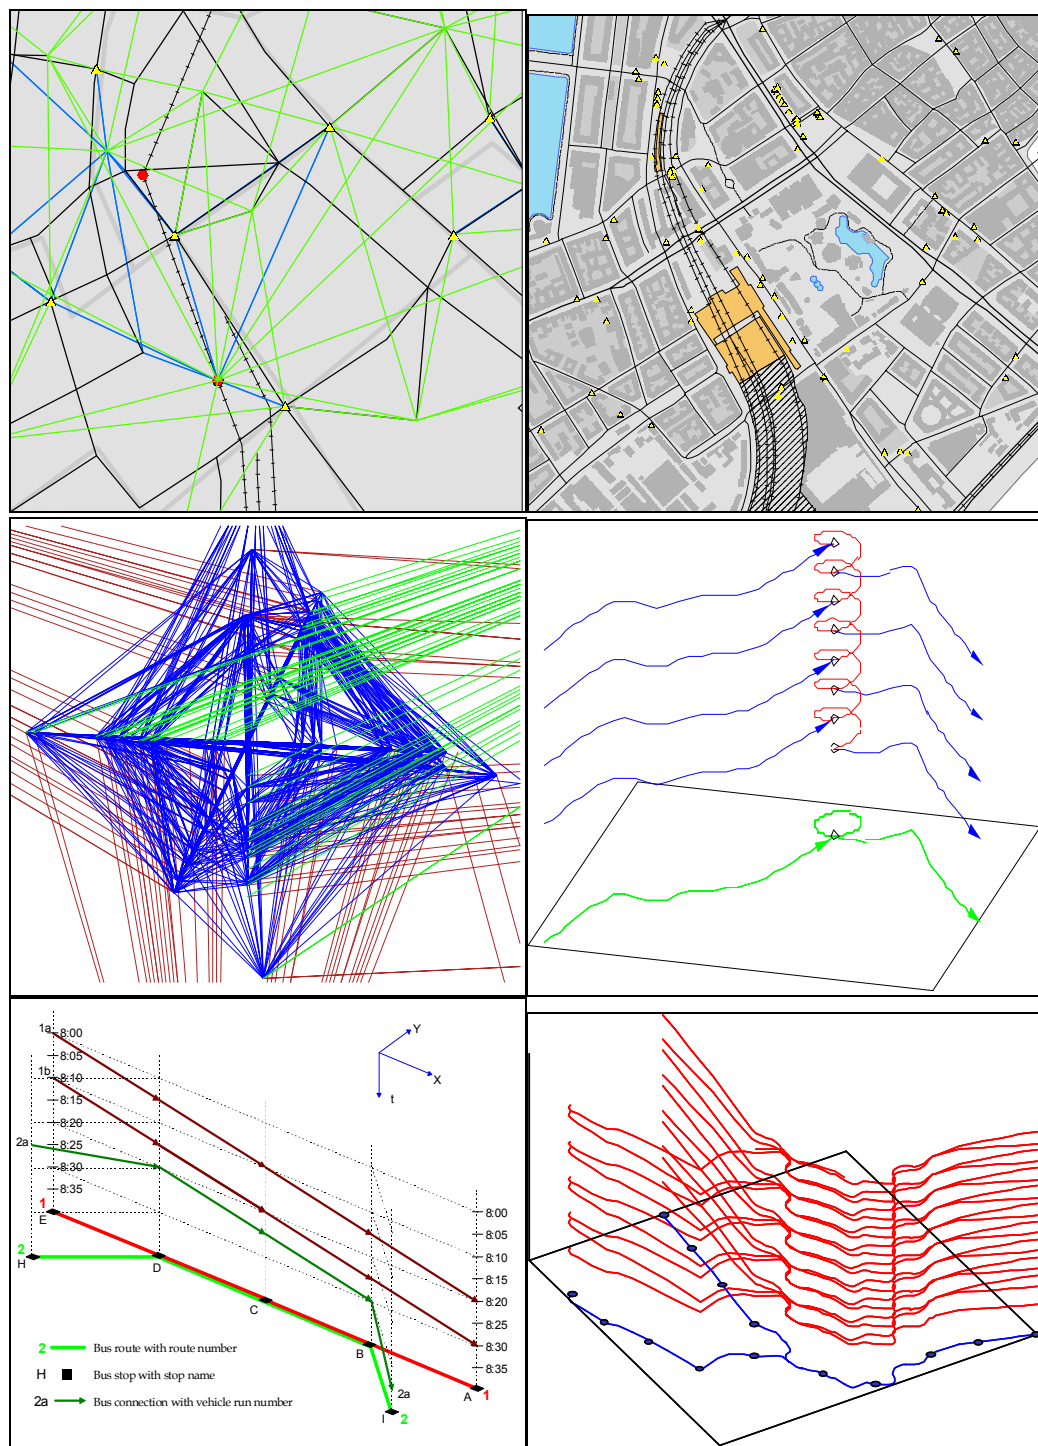 1a
8:00
8:05
1b
8:10
8:15
8:20
2a
8:25
8:30
8:35
Y
X
t
1
E
2
H
D
C
B
8:00
8:05
8:10
8:15
8:20
8:25
8:30
8:35
A
1
2a
I
2
2 Bus route with route number
H Bus stop with stop name
2a Bus connection with vehicle run number